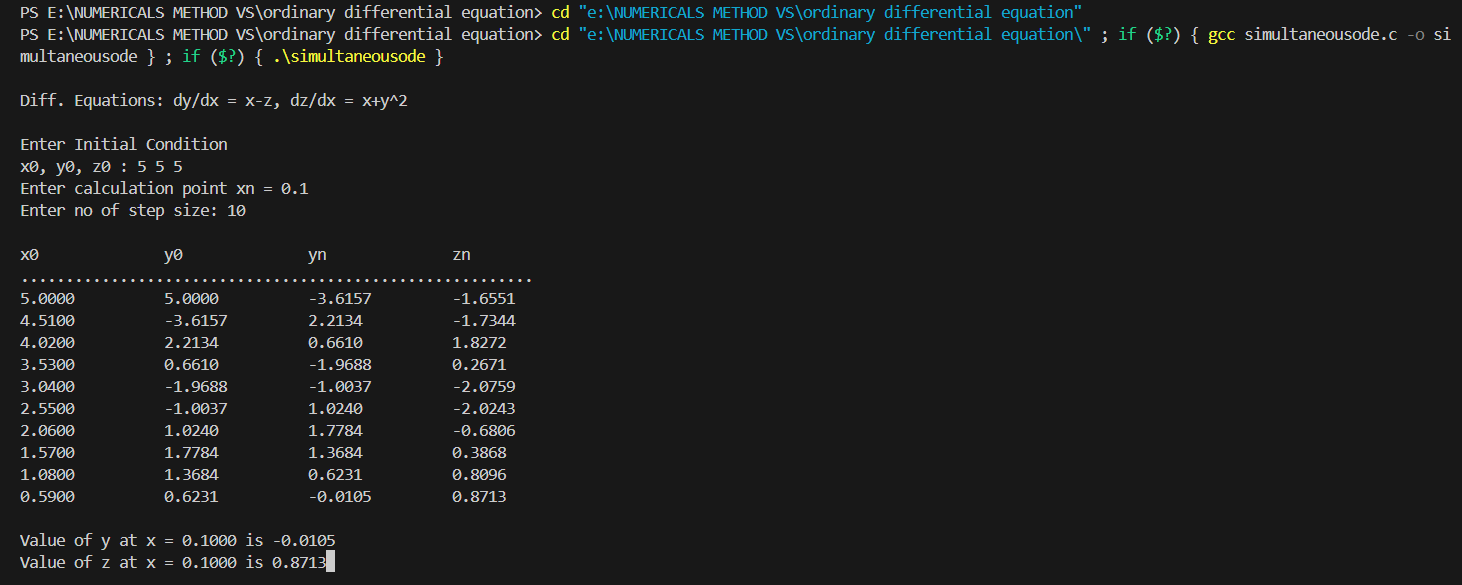 PS E:\NUMERICALS METHOD VS\ordinary differential equation> cd "e:\NUMERICALS METHOD VS\ordinary differential equation"
PS E:\NUMERICALS METHOD VS\ordinary differential equation> cd "e:\NUMERICALS METHOD VS\ordinary differential equation\" ; if ($?) { gcc simultaneousode.c -o si
multaneousode } ; if ($?) { .\simultaneousode }
Diff. Equations: dy/dx = x-z, dz/dx = x+y^2
Enter Initial Condition
x0, y0, z0 : 5 5 5
Enter calculation point xn = 0.1
Enter no of step size: 10
x0 y0 yn zn
.........................................................
5.0000 5.0000 -3.6157 -1.6551
4.5100 -3.6157 2.2134 -1.7344
4.0200 2.2134 0.6610 1.8272
3.5300 0.6610 -1.9688 0.2671
3.0400 -1.9688 -1.0037 -2.0759
2.5500 -1.0037 1.0240 -2.0243
2.0600 1.0240 1.7784 -0.6806
1.5700 1.7784 1.3684 0.3868
1.0800 1.3684 0.6231 0.8096
0.5900 0.6231 -0.0105 0.8713
Value of y at x = 0.1000 is -0.0105
Value of z at x = 0.1000 is 0.8713